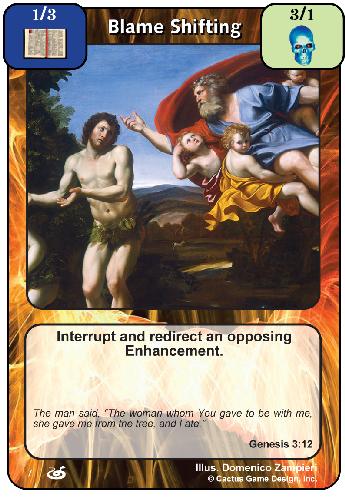 1/3
Blame Shifting
3/1
Interrupt and redirect an opposing
Enhancement.
The man said, "The woman whom You gave to be with me,
she gave me from the tree, and I ate."
Genesis 3:12
Illus. Domenico Zampieri
© Cactus Game Design, Inc.